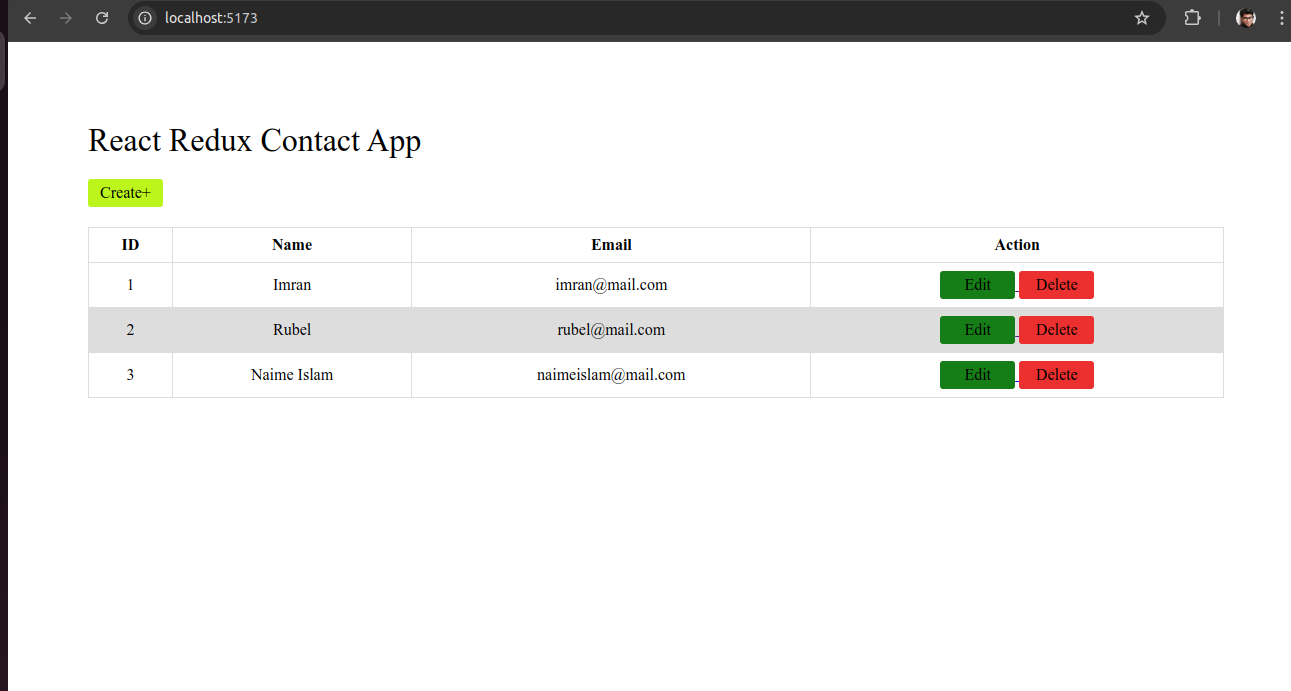 localhost:5173
React Redux Contact App
Create+
ID Name Email Action
1 Imran imran@mail.com Edit Delete
2 Rubel rubel@mail.com Edit Delete
3 Naime Islam naimeislam@mail.com Edit Delete